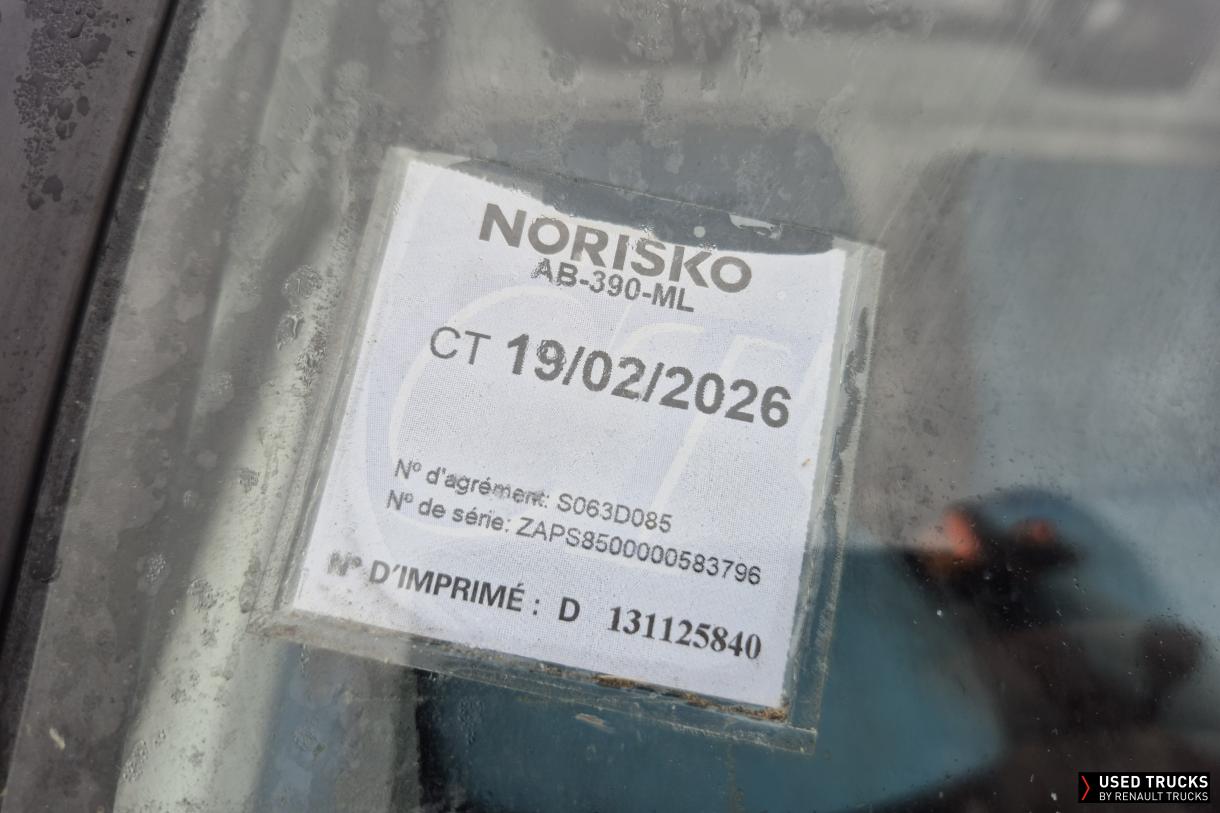 NORISKO
AB-390-ML
CT 19/02/2026
N° d'agrément: S063D085
N° de série: ZAPS8500000583796
N° D'IMPRIMÉ : D 131125840
USED TRUCKS
BY RENAULT TRUCKS